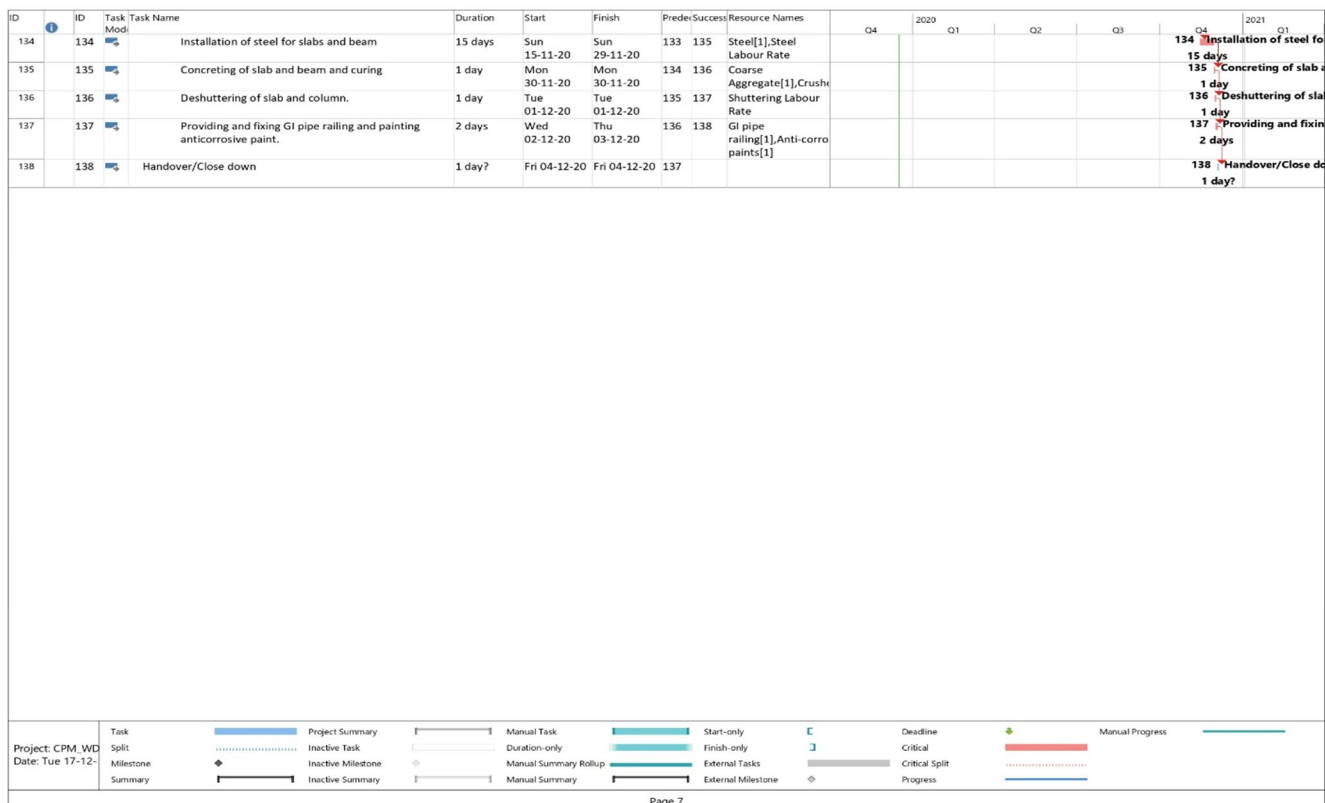 ID ID Task Mode Task Name Duration Start Finish Predec Success Resource Names 2020 2021
Q4 Q1 Q2 Q3 Q4 Q1
134 134 Installation of steel for slabs and beam 15 days Sun 15-11-20 Sun 29-11-20 133 135 Steel[1],Steel Labour Rate 134 Installation of steel fo
15 days
135 135 Concreting of slab and beam and curing 1 day Mon 30-11-20 Mon 30-11-20 134 136 Coarse Aggregate[1],Crushe 135 Concreting of slab a
1 day
136 136 Deshuttering of slab and column. 1 day Tue 01-12-20 Tue 01-12-20 135 137 Shuttering Labour Rate 136 Deshuttering of sla
1 day
137 137 Providing and fixing GI pipe railing and painting anticorrosive paint. 2 days Wed 02-12-20 Thu 03-12-20 136 138 GI pipe railing[1],Anti-corro paints[1] 137 Providing and fixin
2 days
138 138 Handover/Close down 1 day? Fri 04-12-20 Fri 04-12-20 137 138 Handover/Close do
1 day?
Project: CPM_WD
Date: Tue 17-12-
Task Project Summary Manual Task Start-only Deadline Manual Progress
Split Inactive Task Duration-only Finish-only Critical
Milestone Inactive Milestone Manual Summary Rollup External Tasks Critical Split
Summary Inactive Summary Manual Summary External Milestone Progress
Page 7